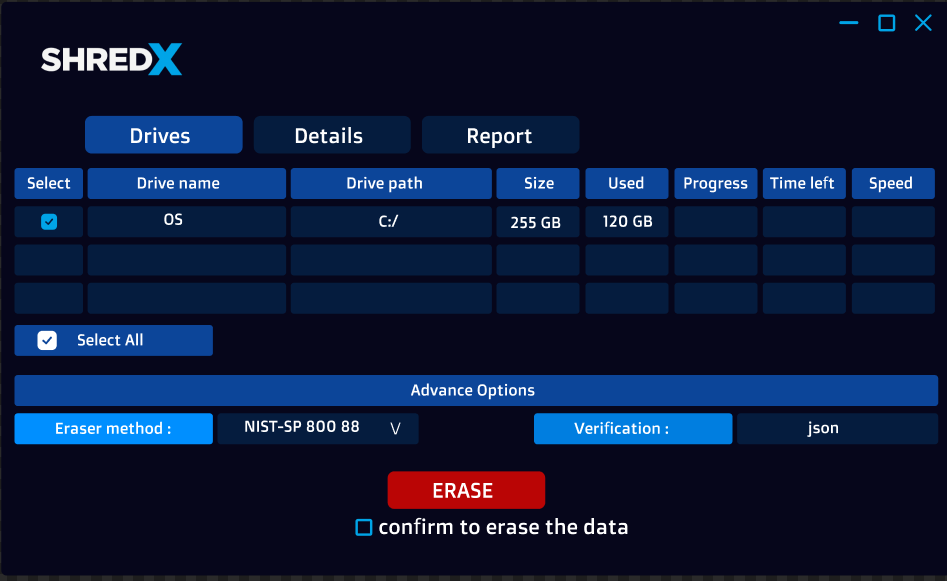 SHREDX
Drives Details Report
Select Drive name Drive path Size Used Progress Time left Speed
OS C:/ 255 GB 120 GB
Select All
Advance Options
Eraser method : NIST-SP 800 88 V Verification : json
ERASE
confirm to erase the data